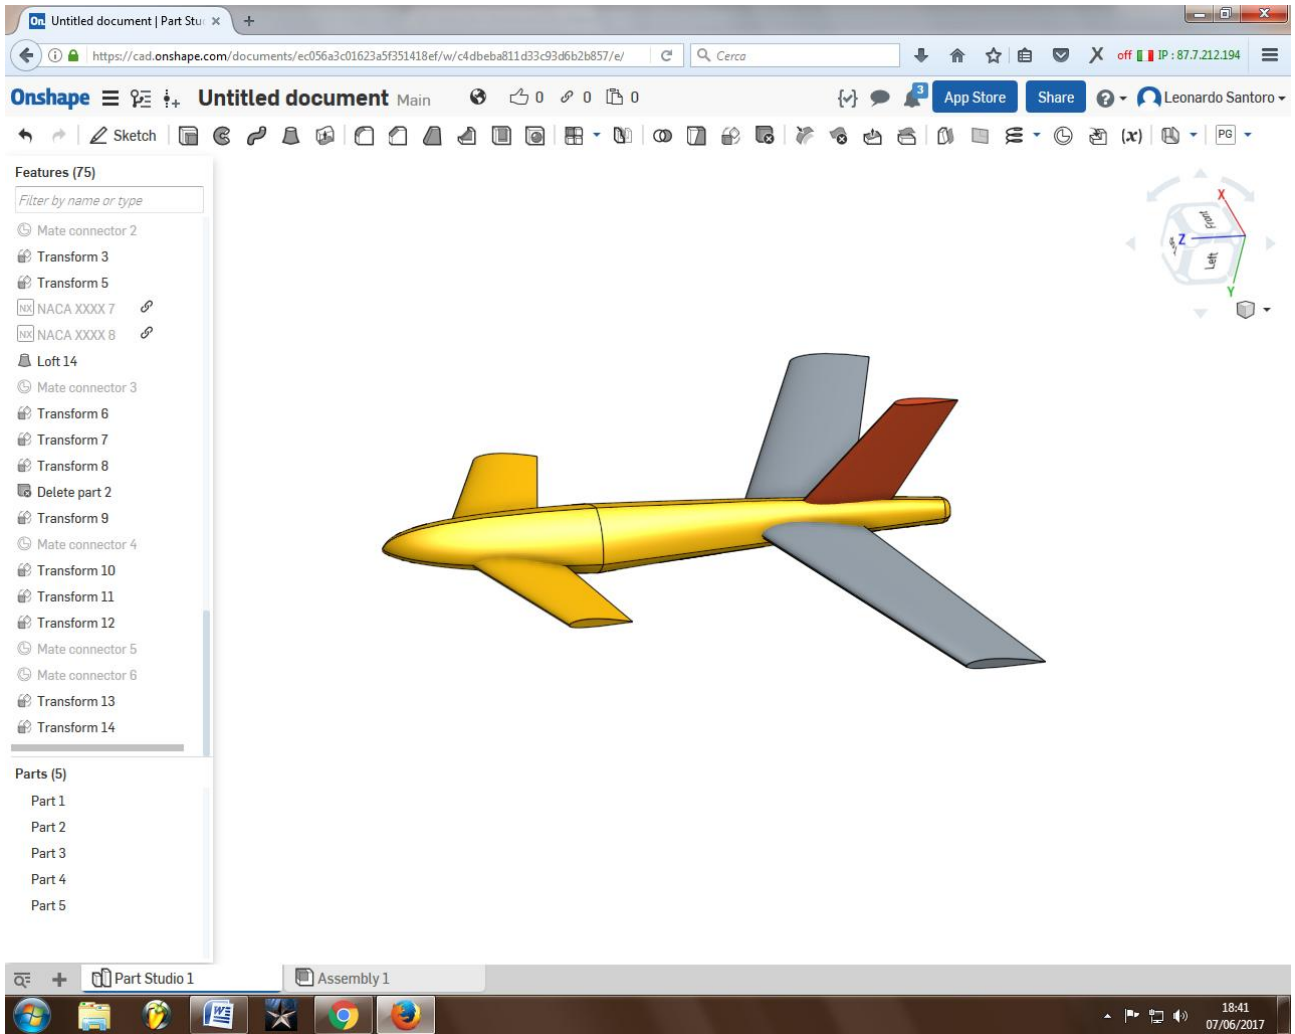 Untitled document | Part Stu
https://cad.onshape.com/documents/ec056a3c01623a5f351418ef/w/c4dbeba811d33c93d6b2b857/e/
Cerca
off IP : 87.7.212.194
Onshape Untitled document Main 0 0 0 3 App Store Share Leonardo Santoro
Sketch PG
Features (75)
Filter by name or type
Mate connector 2
Transform 3
Transform 5
NX NACA XXXX 7
NX NACA XXXX 8
Loft 14
Mate connector 3
Transform 6
Transform 7
Transform 8
Delete part 2
Transform 9
Mate connector 4
Transform 10
Transform 11
Transform 12
Mate connector 5
Mate connector 6
Transform 13
Transform 14
Parts (5)
Part 1
Part 2
Part 3
Part 4
Part 5
X
Front
Z
Left
Y
Part Studio 1
Assembly 1
18:41
07/06/2017